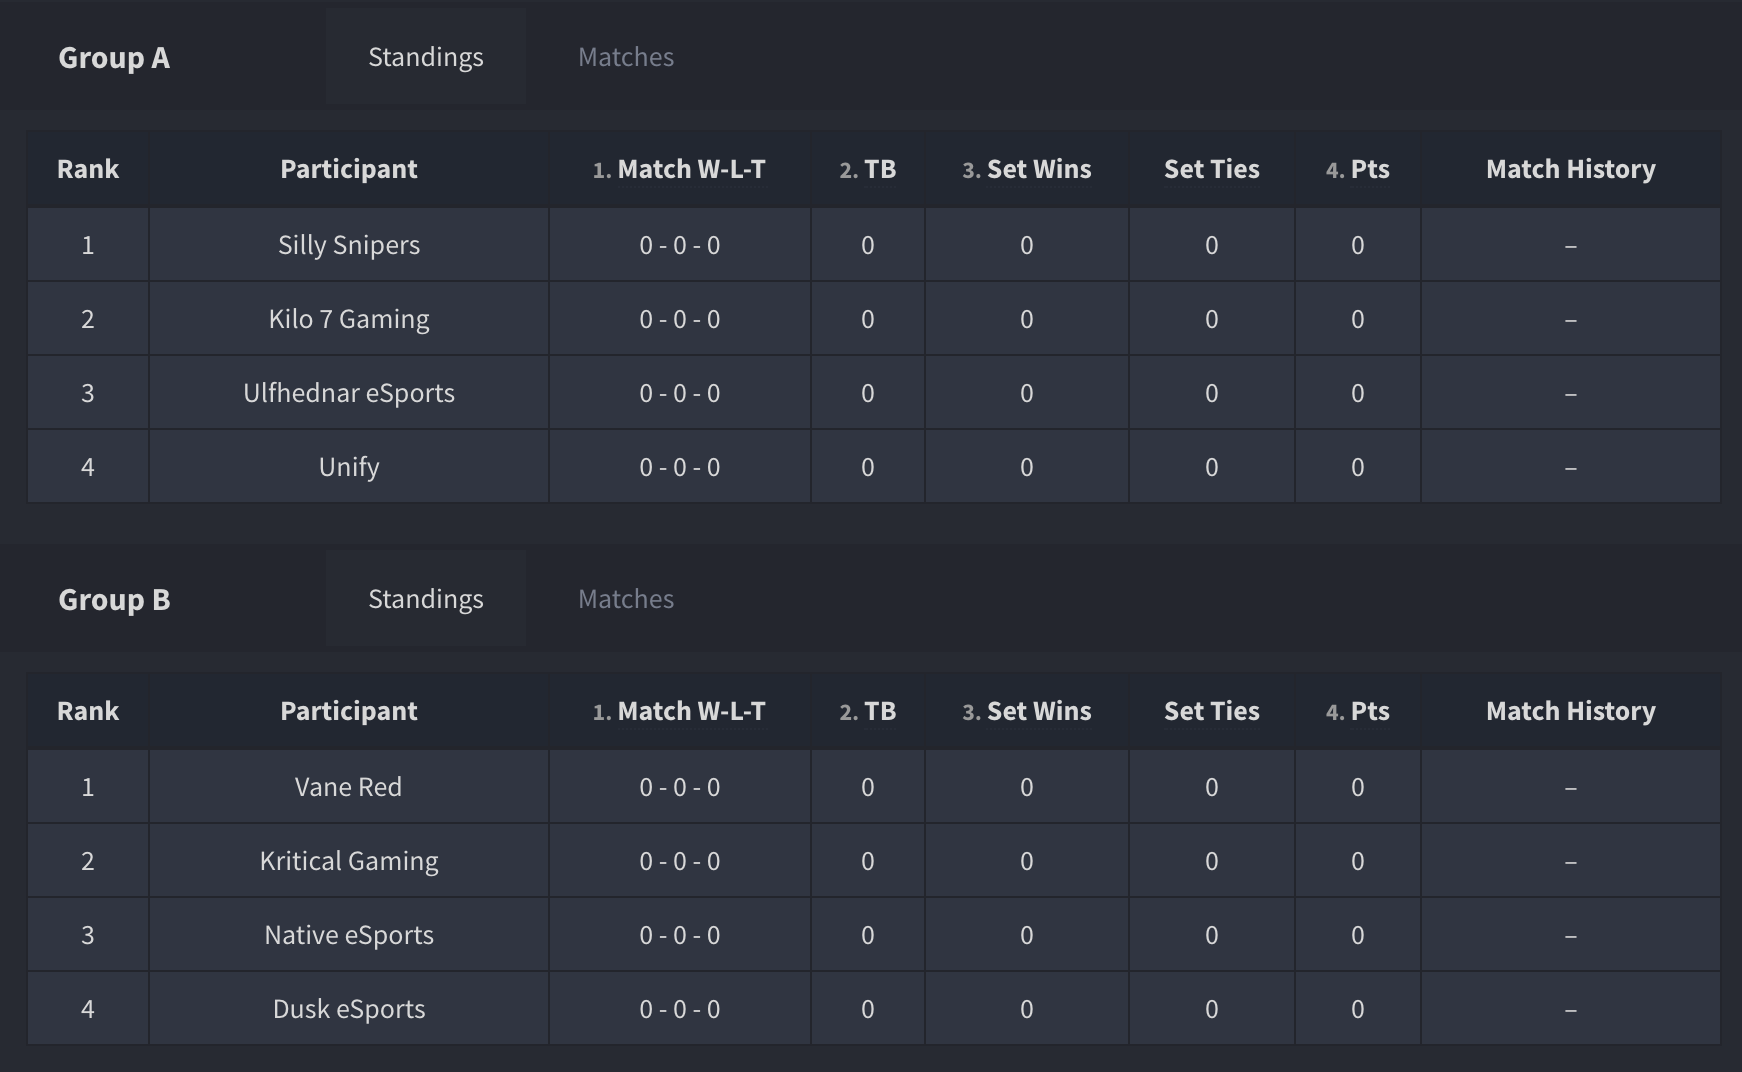 Group A Standings Matches
Rank Participant 1. Match W-L-T 2. TB 3. Set Wins Set Ties 4. Pts Match History
1 Silly Snipers 0 - 0 - 0 0 0 0 0 –
2 Kilo 7 Gaming 0 - 0 - 0 0 0 0 0 –
3 Ulfhednar eSports 0 - 0 - 0 0 0 0 0 –
4 Unify 0 - 0 - 0 0 0 0 0 –
Group B Standings Matches
Rank Participant 1. Match W-L-T 2. TB 3. Set Wins Set Ties 4. Pts Match History
1 Vane Red 0 - 0 - 0 0 0 0 0 –
2 Kritical Gaming 0 - 0 - 0 0 0 0 0 –
3 Native eSports 0 - 0 - 0 0 0 0 0 –
4 Dusk eSports 0 - 0 - 0 0 0 0 0 –